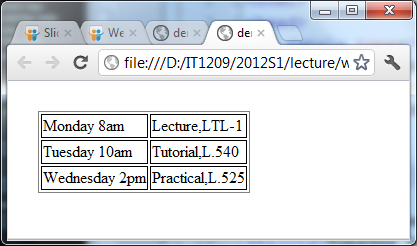 Slic
We
de
de
file:///D:/IT1209/2012S1/lecture/w
Monday 8am Lecture,LTL-1
Tuesday 10am Tutorial,L.540
Wednesday 2pm Practical,L.525